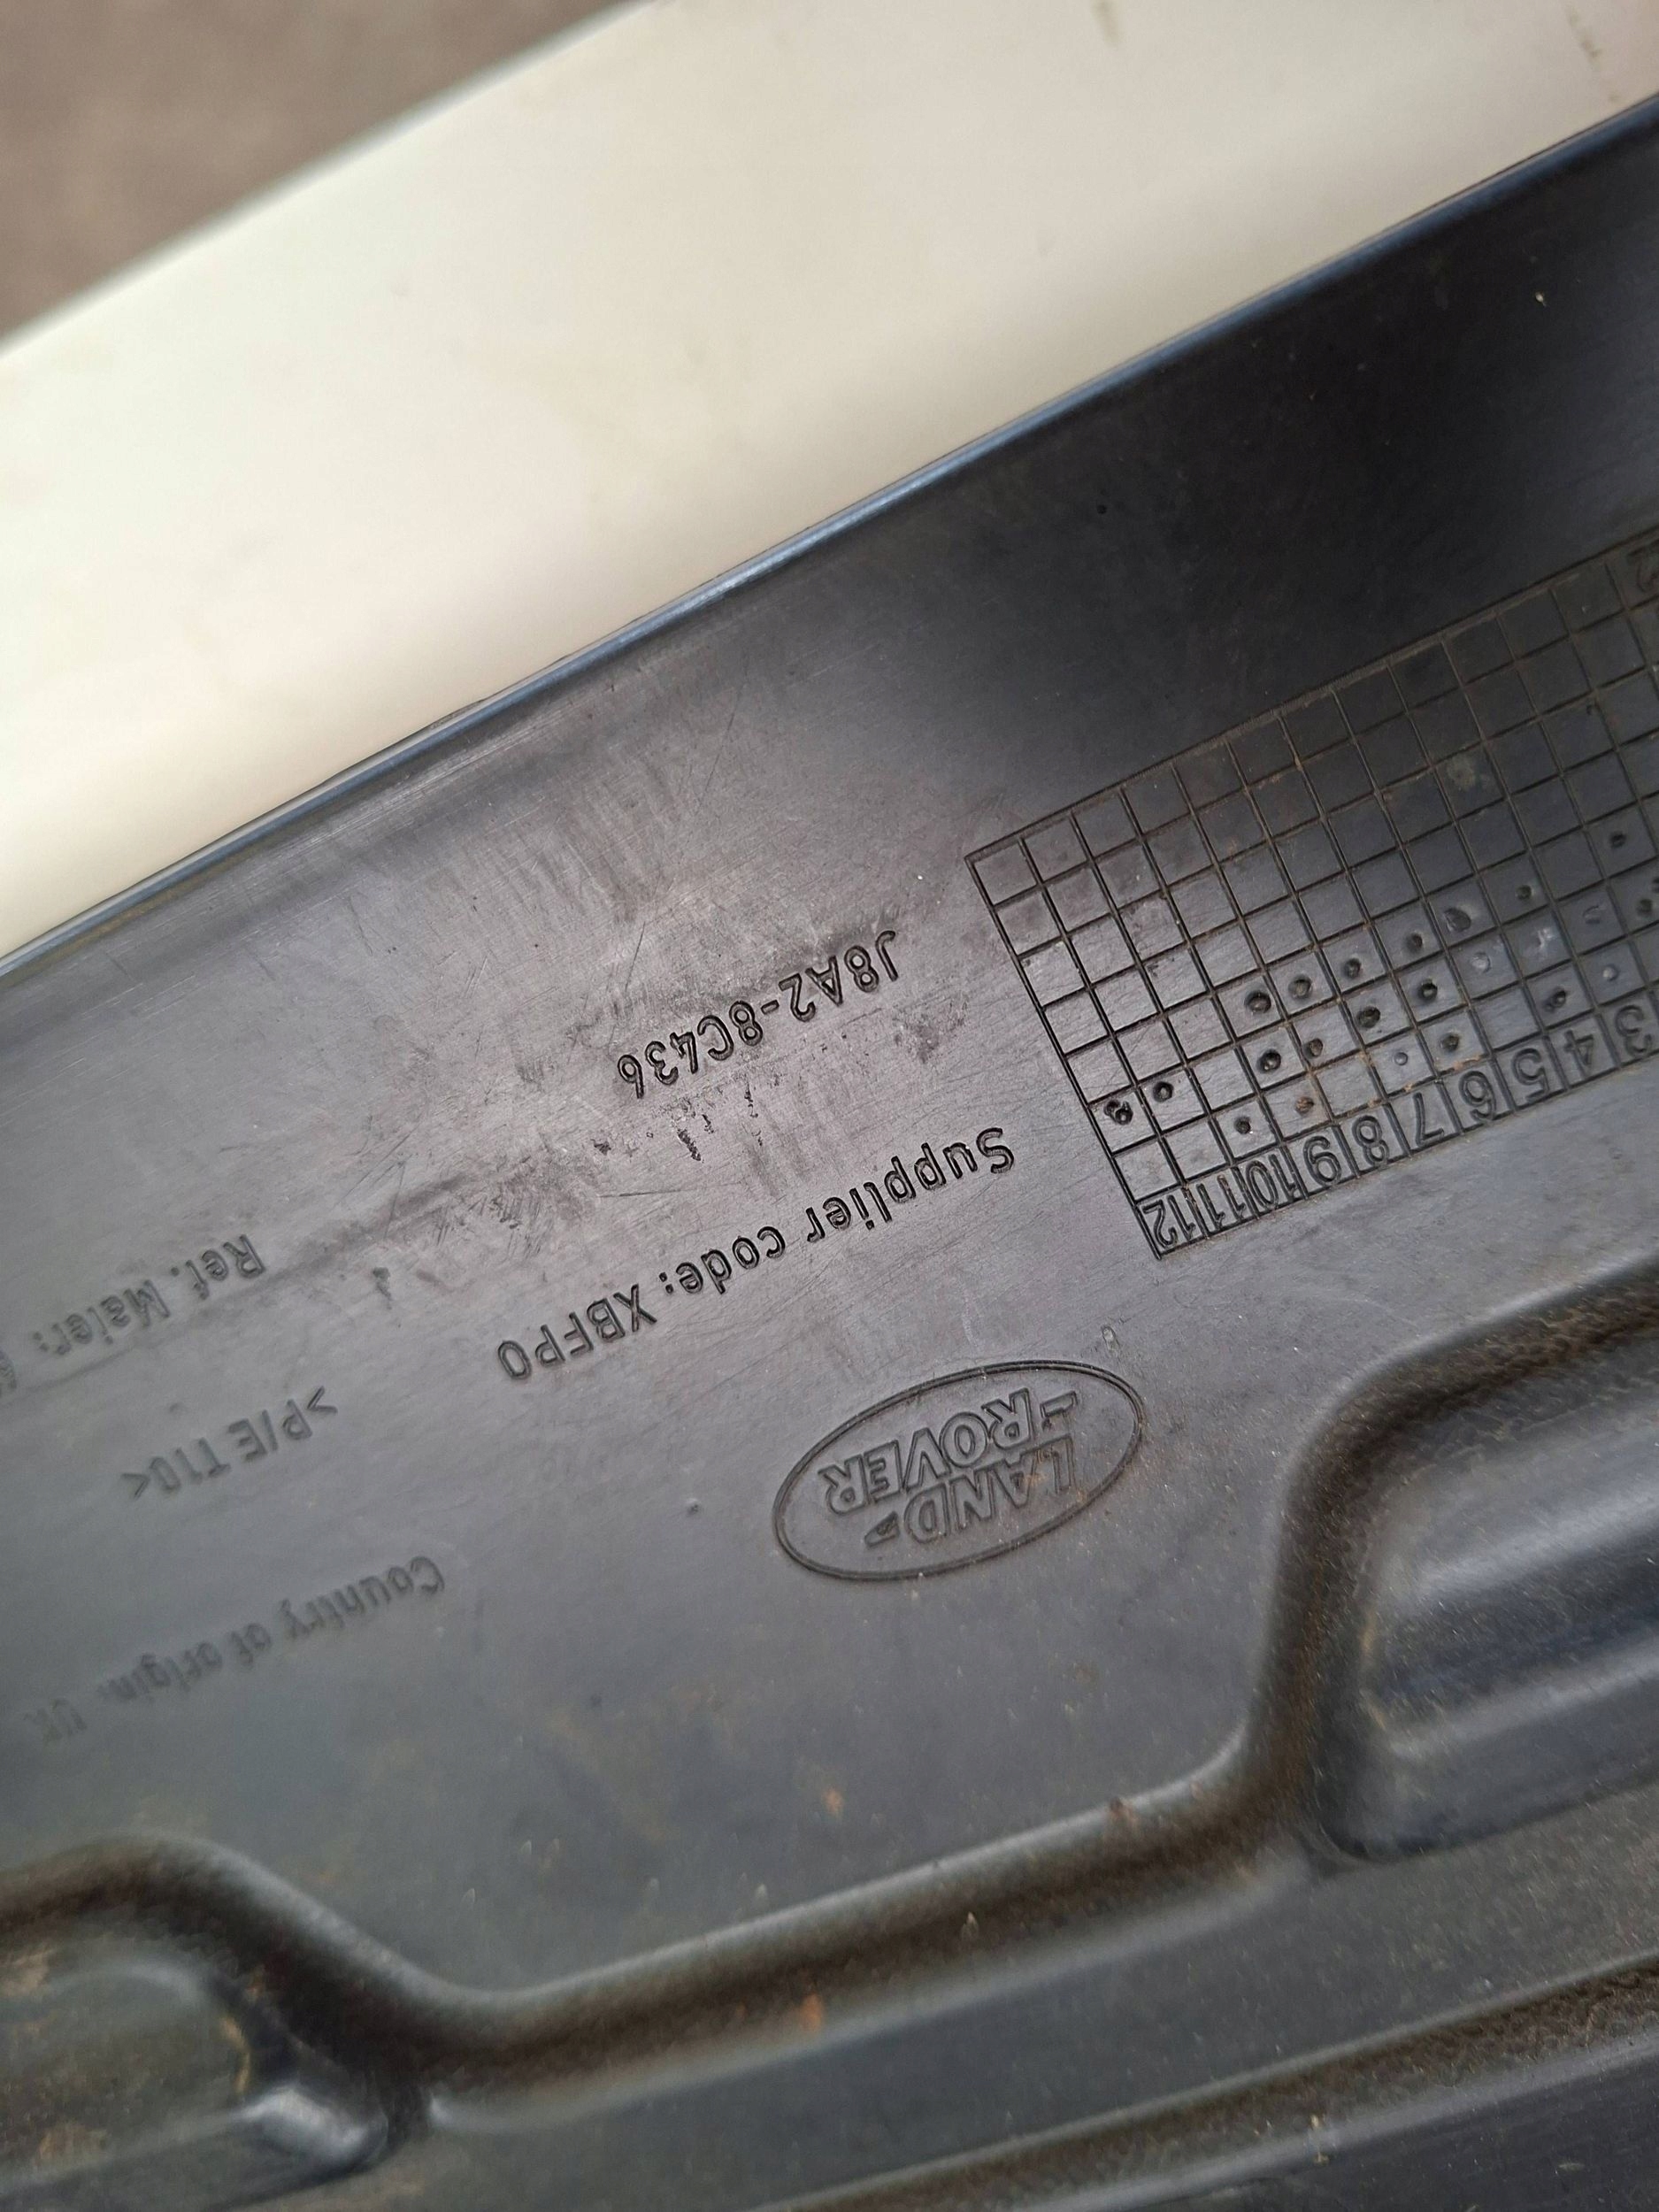 3 4 5 6 7 8 9 10 11 12
LAND-
-ROVER
Supplier code: XBFP0
J8A2-8C436
Country of origin: UK
>P/E T10<
Ref. Maier: